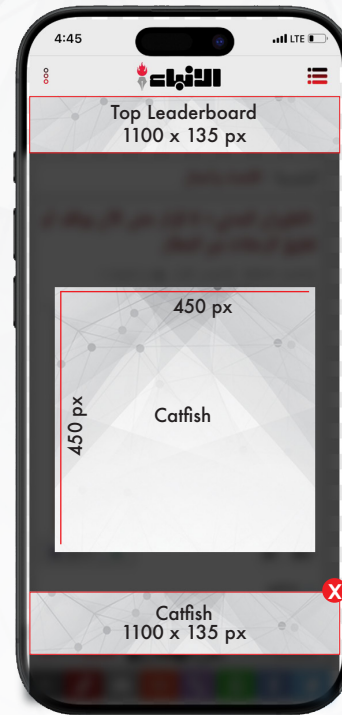 4:45
LTE
الأنباء
Top Leaderboard
1100 x 135 px
450 px
450 px
Catfish
X
Catfish
1100 x 135 px